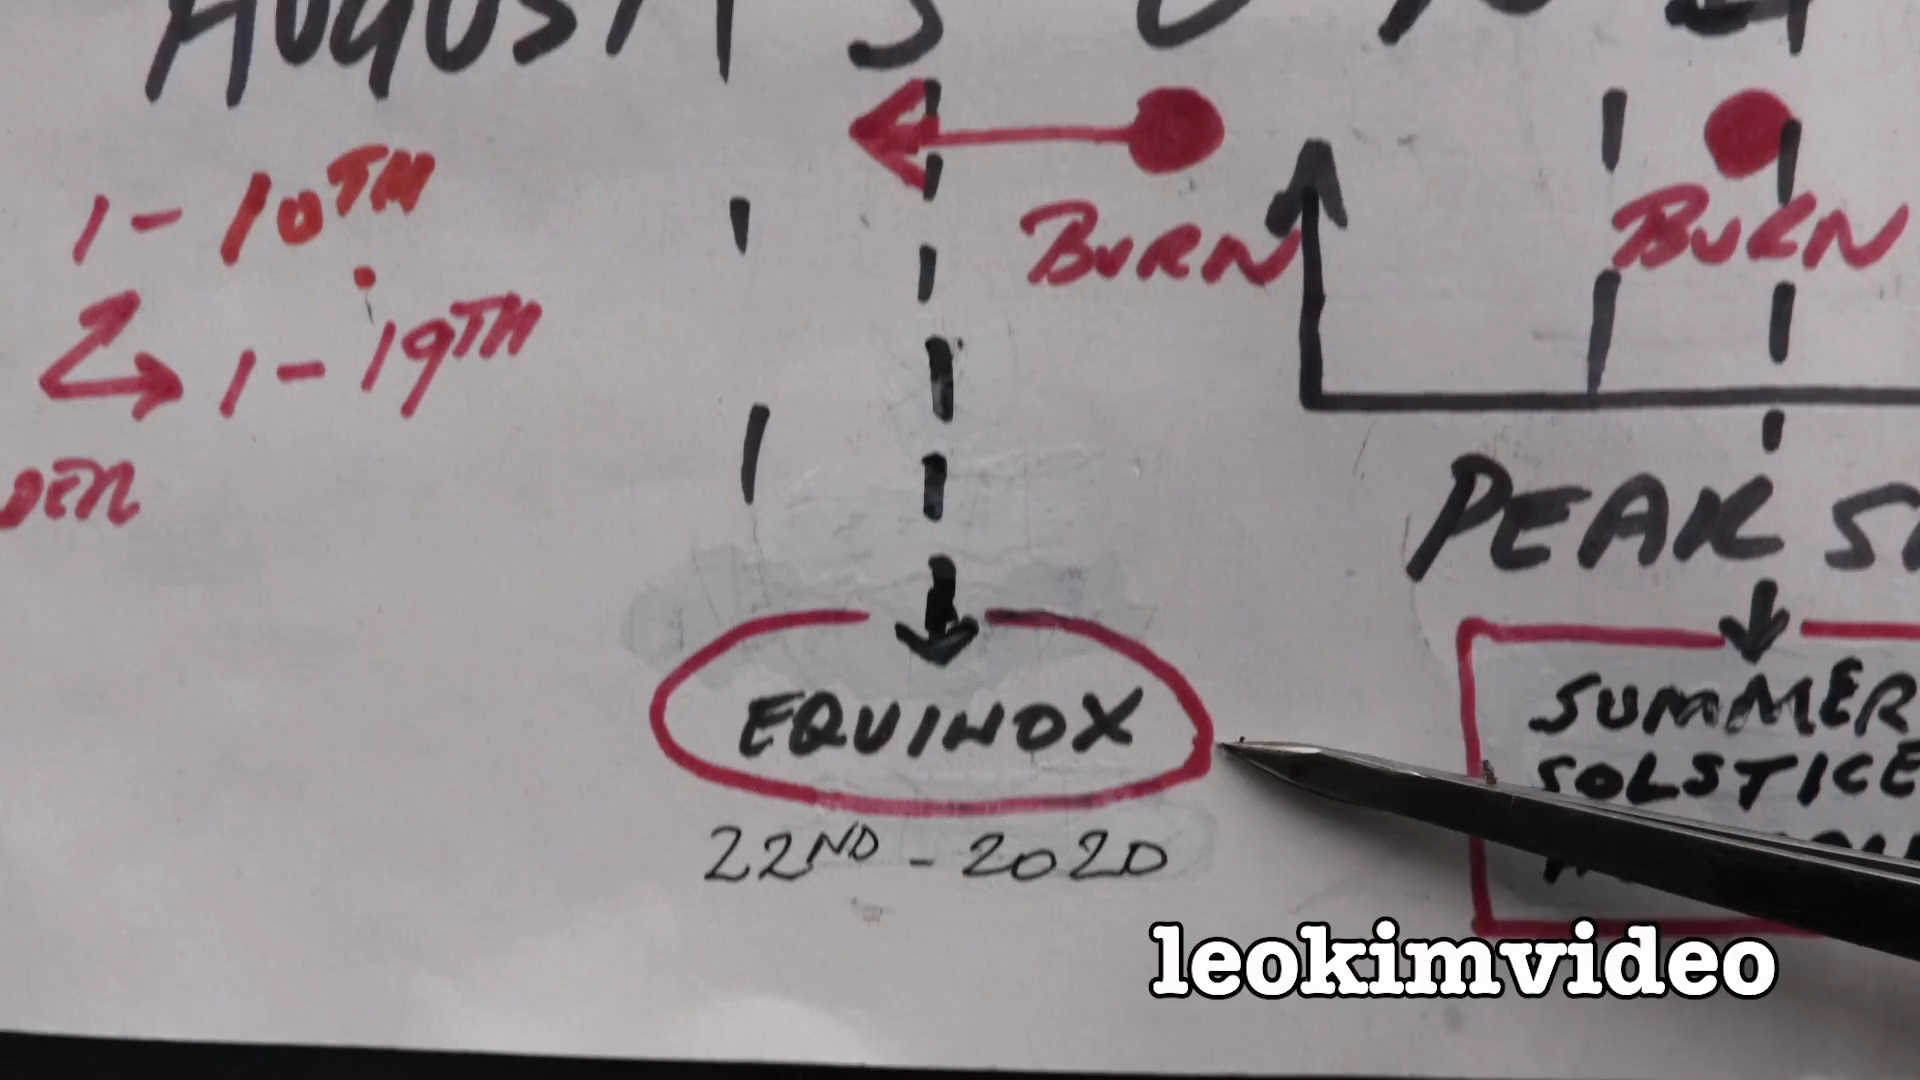 AUGUST S O N D
1 - 10TH
BURN
BURN
1 - 19TH
PEAK
EQUINOX
SUMMER
SOLSTICE
22ND - 2020
leokimvideo